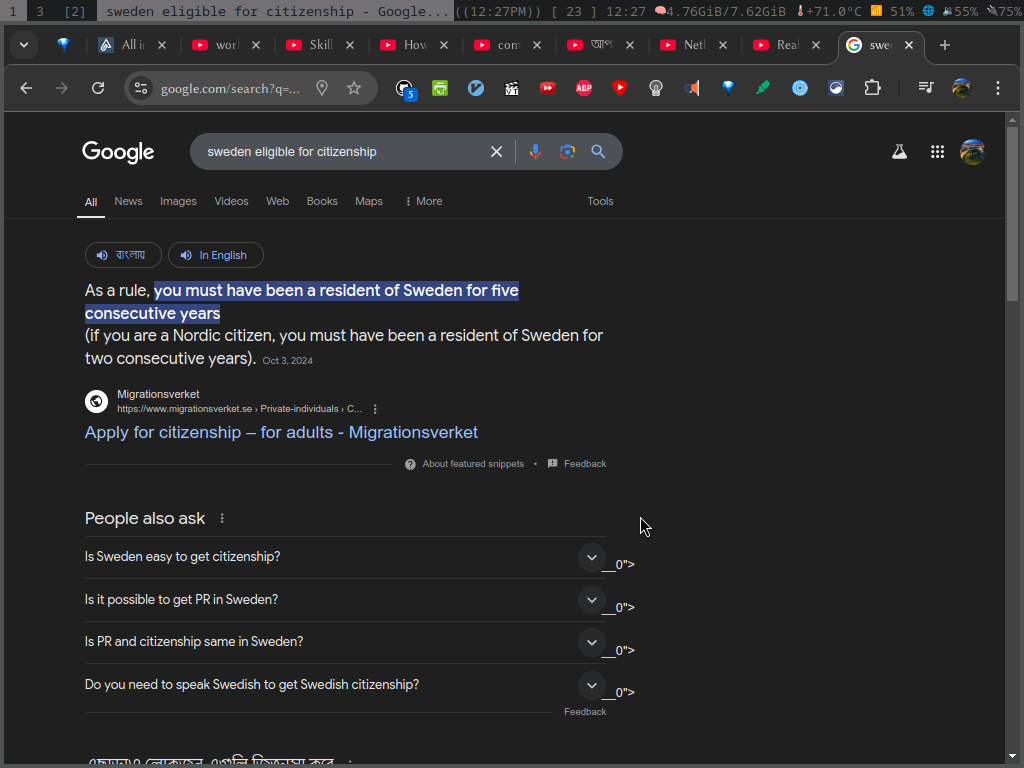 1 3 [2] sweden eligible for citizenship - Google... ((12:27PM)) [ 23 ] 12:27 4.76GiB/7.62GiB +71.0°C 51% 55% 75%
All in worl Skill How com আপ Netl Real swe
google.com/search?q=...
5
ABP
Google
sweden eligible for citizenship
All News Images Videos Web Books Maps More Tools
বাংলায় In English
As a rule, you must have been a resident of Sweden for five
consecutive years
(if you are a Nordic citizen, you must have been a resident of Sweden for
two consecutive years). Oct 3, 2024
Migrationsverket
https://www.migrationsverket.se › Private-individuals › C...
Apply for citizenship – for adults - Migrationsverket
About featured snippets • Feedback
People also ask
Is Sweden easy to get citizenship?
__0">
Is it possible to get PR in Sweden?
__0">
Is PR and citizenship same in Sweden?
__0">
Do you need to speak Swedish to get Swedish citizenship?
__0">
Feedback